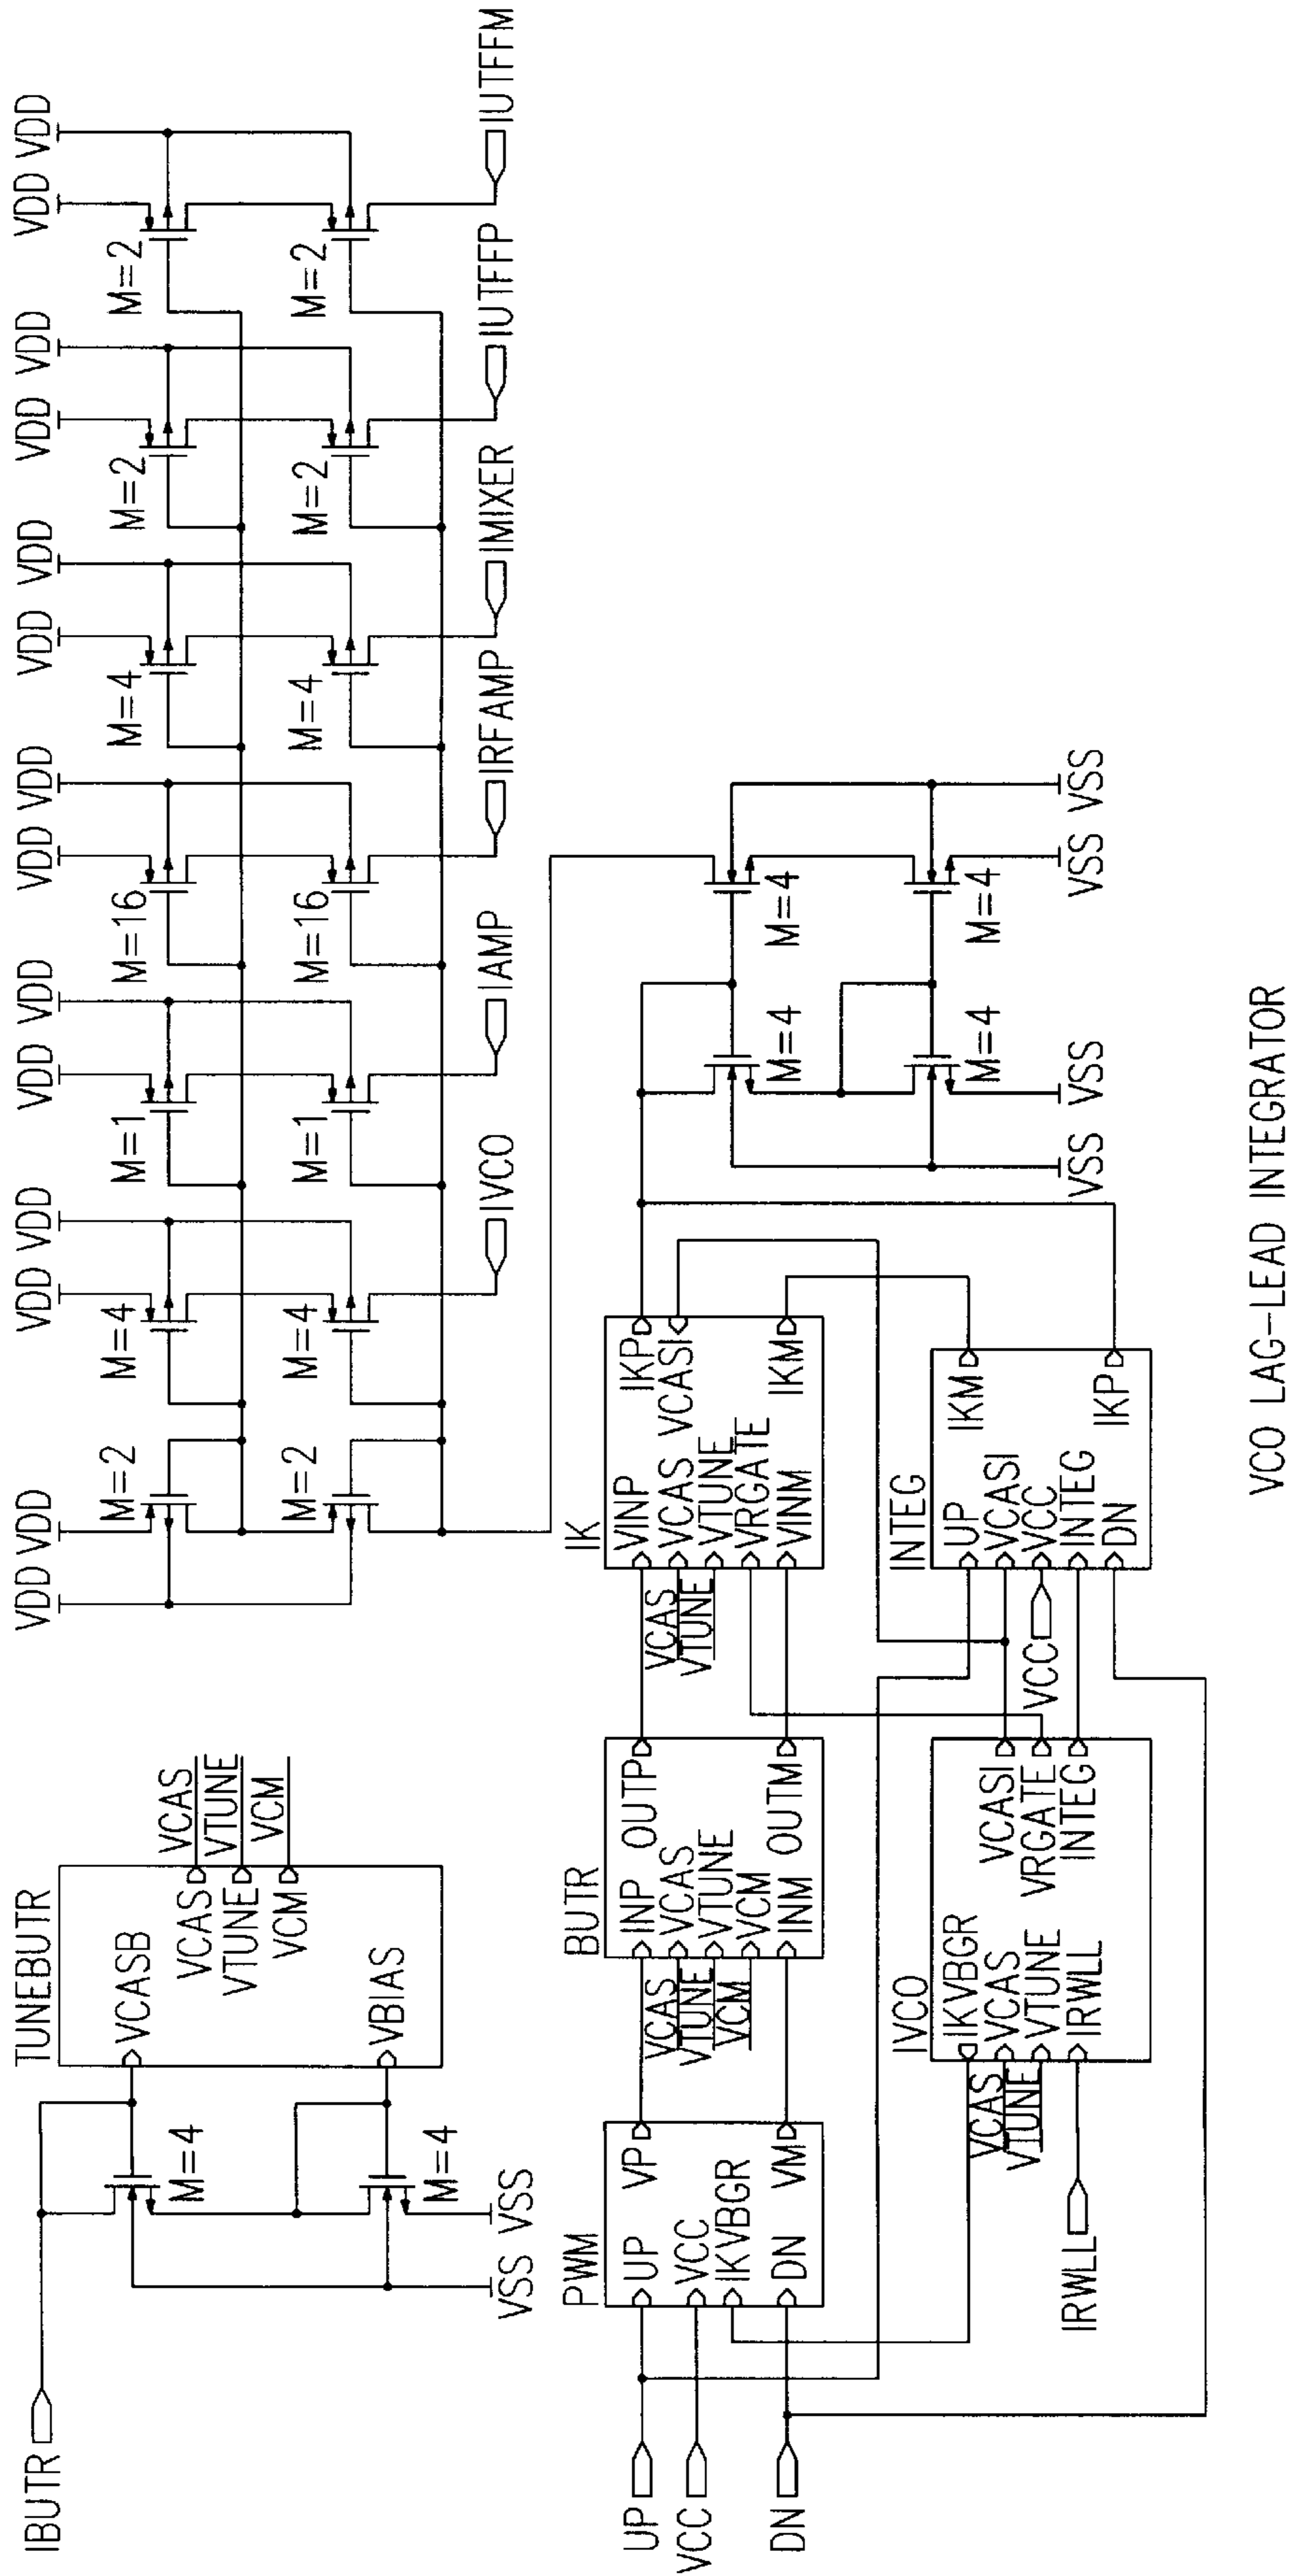 IBUTR
M=4
M=4
VSS VSS
TUNEBUTR
VCASB
VBIAS
VCAS
VTUNE
VCM
VCAS
VTUNE
VCM
VDD VDD
M=2
M=2
VDD VDD
M=4
M=4
IVCO
VDD VDD
M=1
M=1
IAMP
VDD VDD
M=16
M=16
IRFAMP
VDD VDD
M=4
M=4
IMIXER
VDD VDD
M=2
M=2
IUTFFP
VDD VDD
M=2
M=2
IUTFFM
UP
VCC
DN
PWM
UP
VCC
IKVBGR
DN
VP
VM
VCAS
VTUNE
VCM
BUTR
INP
VCAS
VTUNE
VCM
INM
OUTP
OUTM
VCAS
VTUNE
IK
VINP
VCAS
VTUNE
VRGATE
VINM
IKP
VCASI
IKM
IRWLL
VCAS
VTUNE
IVCO
IKVBGR
VCAS
VTUNE
IRWLL
VCASI
VRGATE
INTEG
VCC
INTEG
UP
VCASI
VCC
INTEG
DN
IKM
IKP
M=4
M=4
VSS
VSS
M=4
M=4
VSS
VSS
VCO LAG-LEAD INTEGRATOR